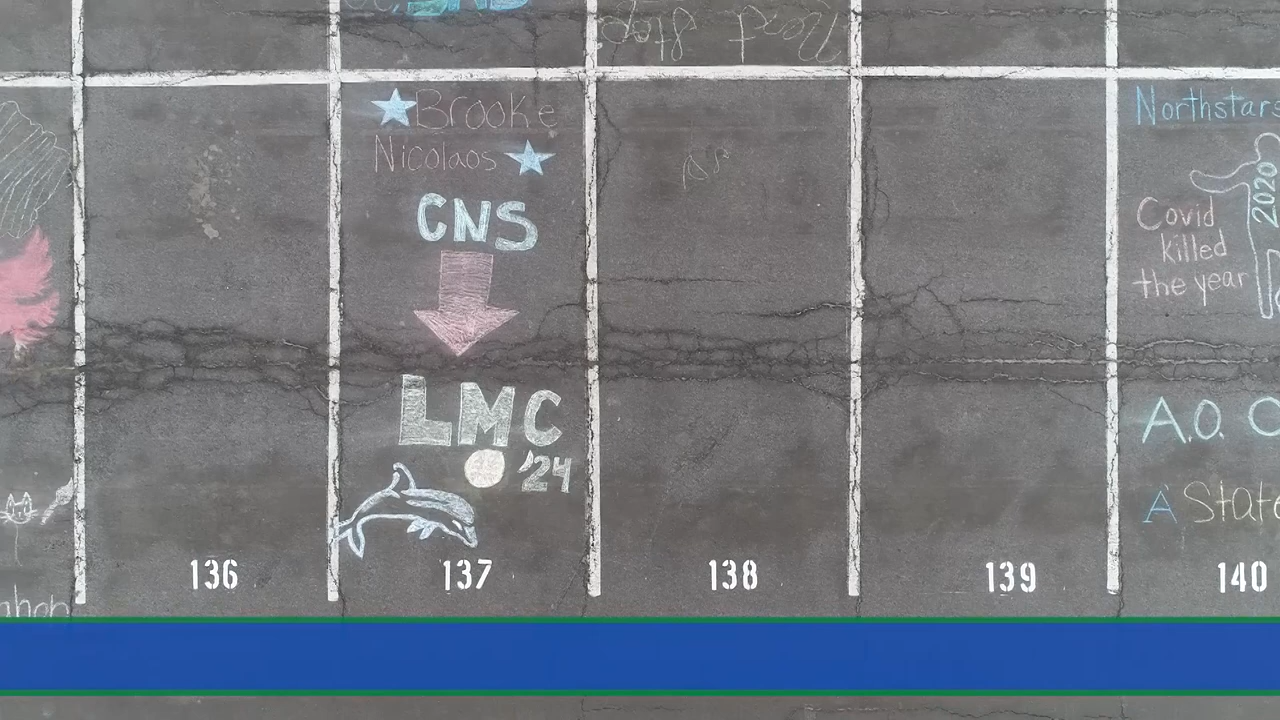 Brooke
Nicolaos
CNS
LMC
'24
136
137
138
139
140
Northstars
2020
Covid
killed
the year
A.O.
A State